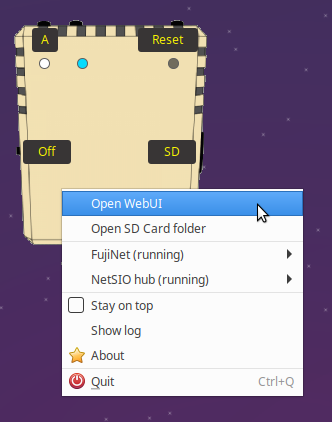 A Reset
Off SD
Open WebUI
Open SD Card folder
FujiNet (running)
NetSIO hub (running)
Stay on top
Show log
About
Quit Ctrl+Q